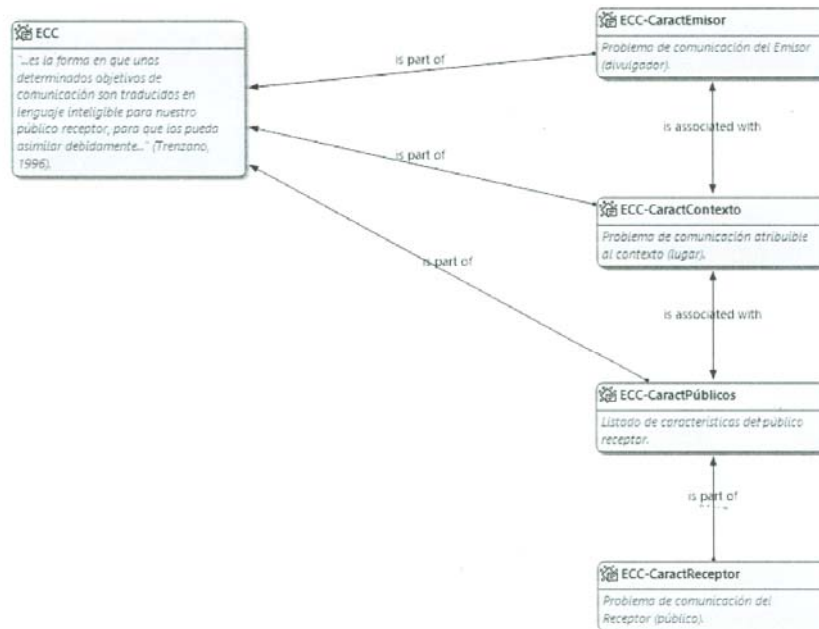 ECC
"...es la forma en que unos
determinados objetivos de
comunicación son traducidos en
lenguaje inteligible para nuestro
público receptor, para que los pueda
asimilar debidamente..." (Trenzano,
1996).
is part of
is part of
is part of
ECC-CaractEmisor
Problema de comunicación del Emisor
(divulgador).
is associated with
ECC-CaractContexto
Problema de comunicación atribuible
al contexto (lugar).
is associated with
ECC-CaractPúblicos
Listado de características del público
receptor.
is part of
ECC-CaractReceptor
Problema de comunicación del
Receptor (público).